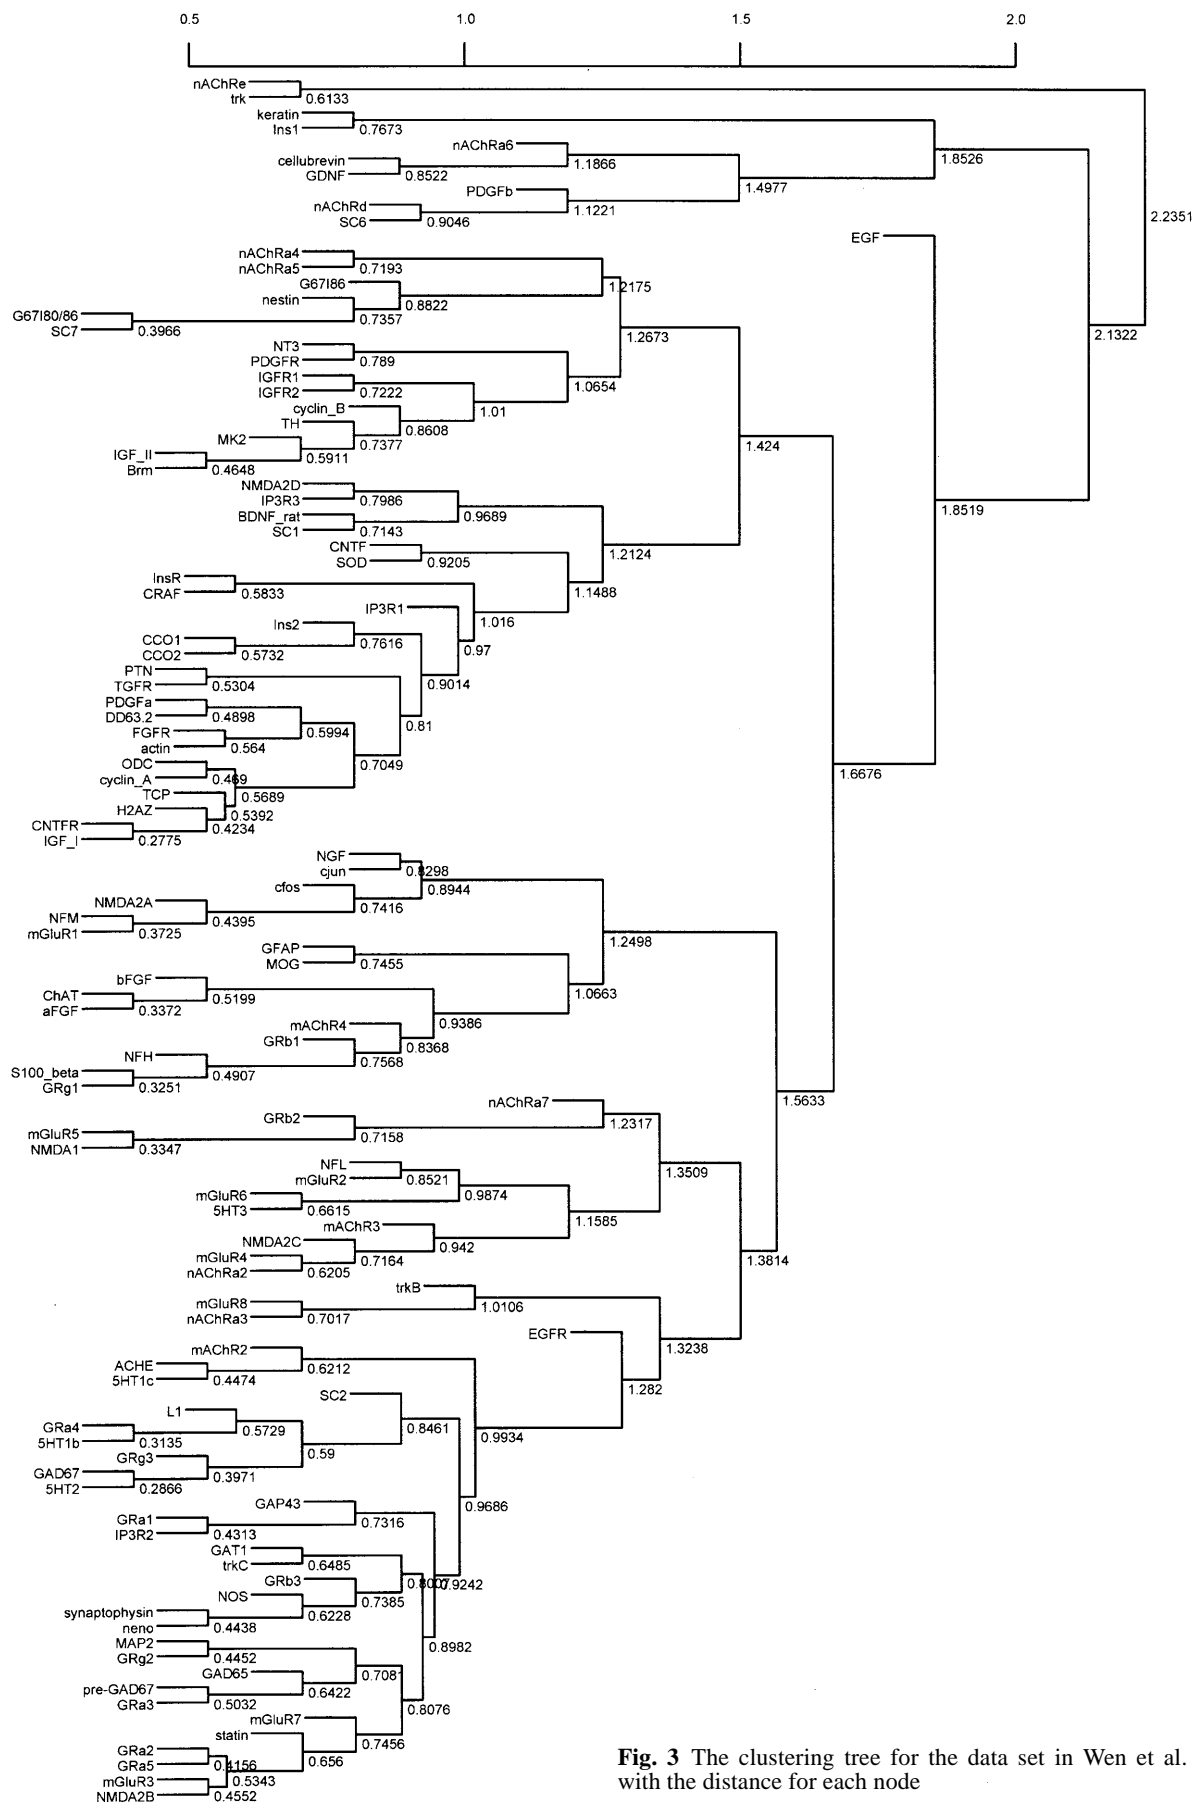 0.5 1.0 1.5 2.0
nAChRe
trk 0.6133
keratin
Ins1 0.7673
nAChRa6
cellubrevin 1.1866 1.8526
GDNF 0.8522
1.4977
PDGFb
nAChRd 1.1221
SC6 0.9046
2.2351
EGF
nAChRa4
nAChRa5 0.7193
G67I86 1.2175
nestin 0.8822
G67I80/86 0.7357
SC7 0.3966
1.2673 2.1322
NT3
PDGFR 0.789
IGFR1 1.0654
IGFR2 0.7222
cyclin_B 1.01
TH 0.8608
MK2 0.7377 1.424
IGF_II 0.5911
Brm 0.4648
NMDA2D
IP3R3 0.7986
BDNF_rat 0.9689 1.8519
SC1 0.7143
CNTF 1.2124
SOD 0.9205
InsR 1.1488
CRAF 0.5833
IP3R1
Ins2 1.016
CCO1 0.7616 0.97
CCO2 0.5732
PTN 0.9014
TGFR 0.5304
PDGFa
DD63.2 0.4898 0.81
FGFR 0.5994
actin 0.564
ODC 0.7049 1.6676
cyclin_A 0.469
TCP 0.5689
H2AZ 0.5392
CNTFR 0.4234
IGF_I 0.2775
NGF
cjun 0.8298
cfos 0.8944
NMDA2A 0.7416
NFM 0.4395
mGluR1 0.3725
GFAP 1.2498
MOG 0.7455
bFGF
ChAT 0.5199 1.0663
aFGF 0.3372
mAChR4 0.9386
GRb1 0.8368
NFH 0.7568
S100_beta 0.4907
GRg1 0.3251
nAChRa7 1.5633
GRb2 1.2317
mGluR5 0.7158
NMDA1 0.3347
NFL 1.3509
mGluR2 0.8521
mGluR6 0.9874
5HT3 0.6615
mAChR3 1.1585
NMDA2C 0.942
mGluR4 0.7164 1.3814
nAChRa2 0.6205
trkB
mGluR8 1.0106
nAChRa3 0.7017
EGFR
mAChR2 1.3238
ACHE 0.6212
5HT1c 0.4474
SC2 1.282
L1
GRa4 0.5729 0.8461 0.9934
5HT1b 0.3135
GRg3 0.59
GAD67 0.3971
5HT2 0.2866
GAP43 0.9686
GRa1 0.7316
IP3R2 0.4313
GAT1
trkC 0.6485
GRb3 0.8007 0.9242
NOS 0.7385
synaptophysin 0.6228
neno 0.4438
MAP2 0.8982
GRg2 0.4452
GAD65 0.7081
pre-GAD67 0.6422
GRa3 0.5032 0.8076
mGluR7
statin 0.7456
GRa2 0.656
GRa5 0.4156
mGluR3 0.5343
NMDA2B 0.4552
Fig. 3 The clustering tree for the data set in Wen et al.
with the distance for each node